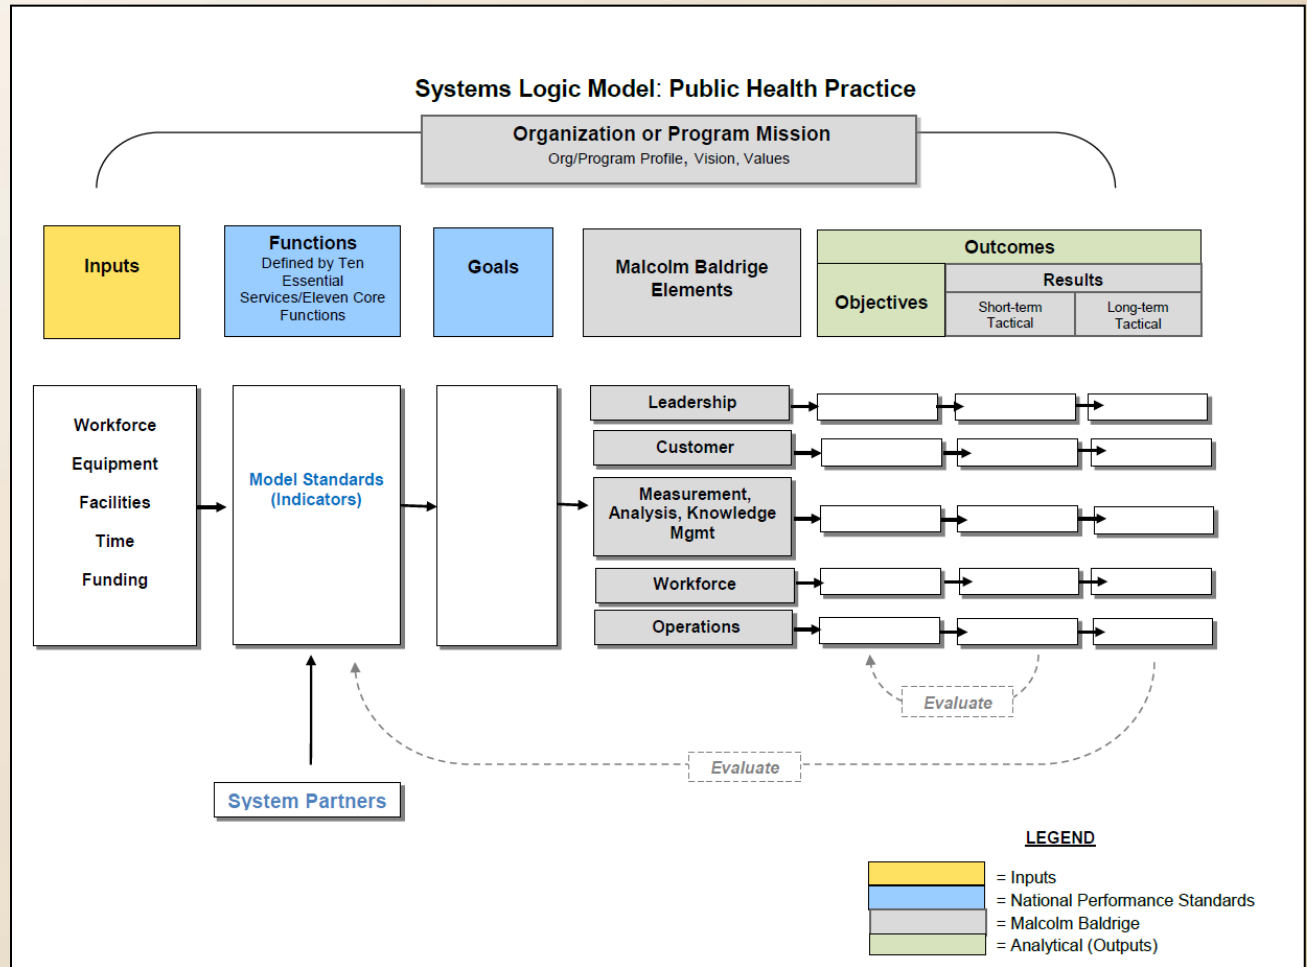 Systems Logic Model: Public Health Practice
Organization or Program Mission
Org/Program Profile, Vision, Values
Inputs
Functions
Defined by Ten
Essential
Services/Eleven Core
Functions
Goals
Malcolm Baldrige
Elements
Outcomes
Objectives
Results
Short-term
Tactical
Long-term
Tactical
Workforce
Equipment
Facilities
Time
Funding
Model Standards
(Indicators)
Leadership
Customer
Measurement,
Analysis, Knowledge
Mgmt
Workforce
Operations
Evaluate
Evaluate
System Partners
LEGEND
= Inputs
= National Performance Standards
= Malcolm Baldrige
= Analytical (Outputs)